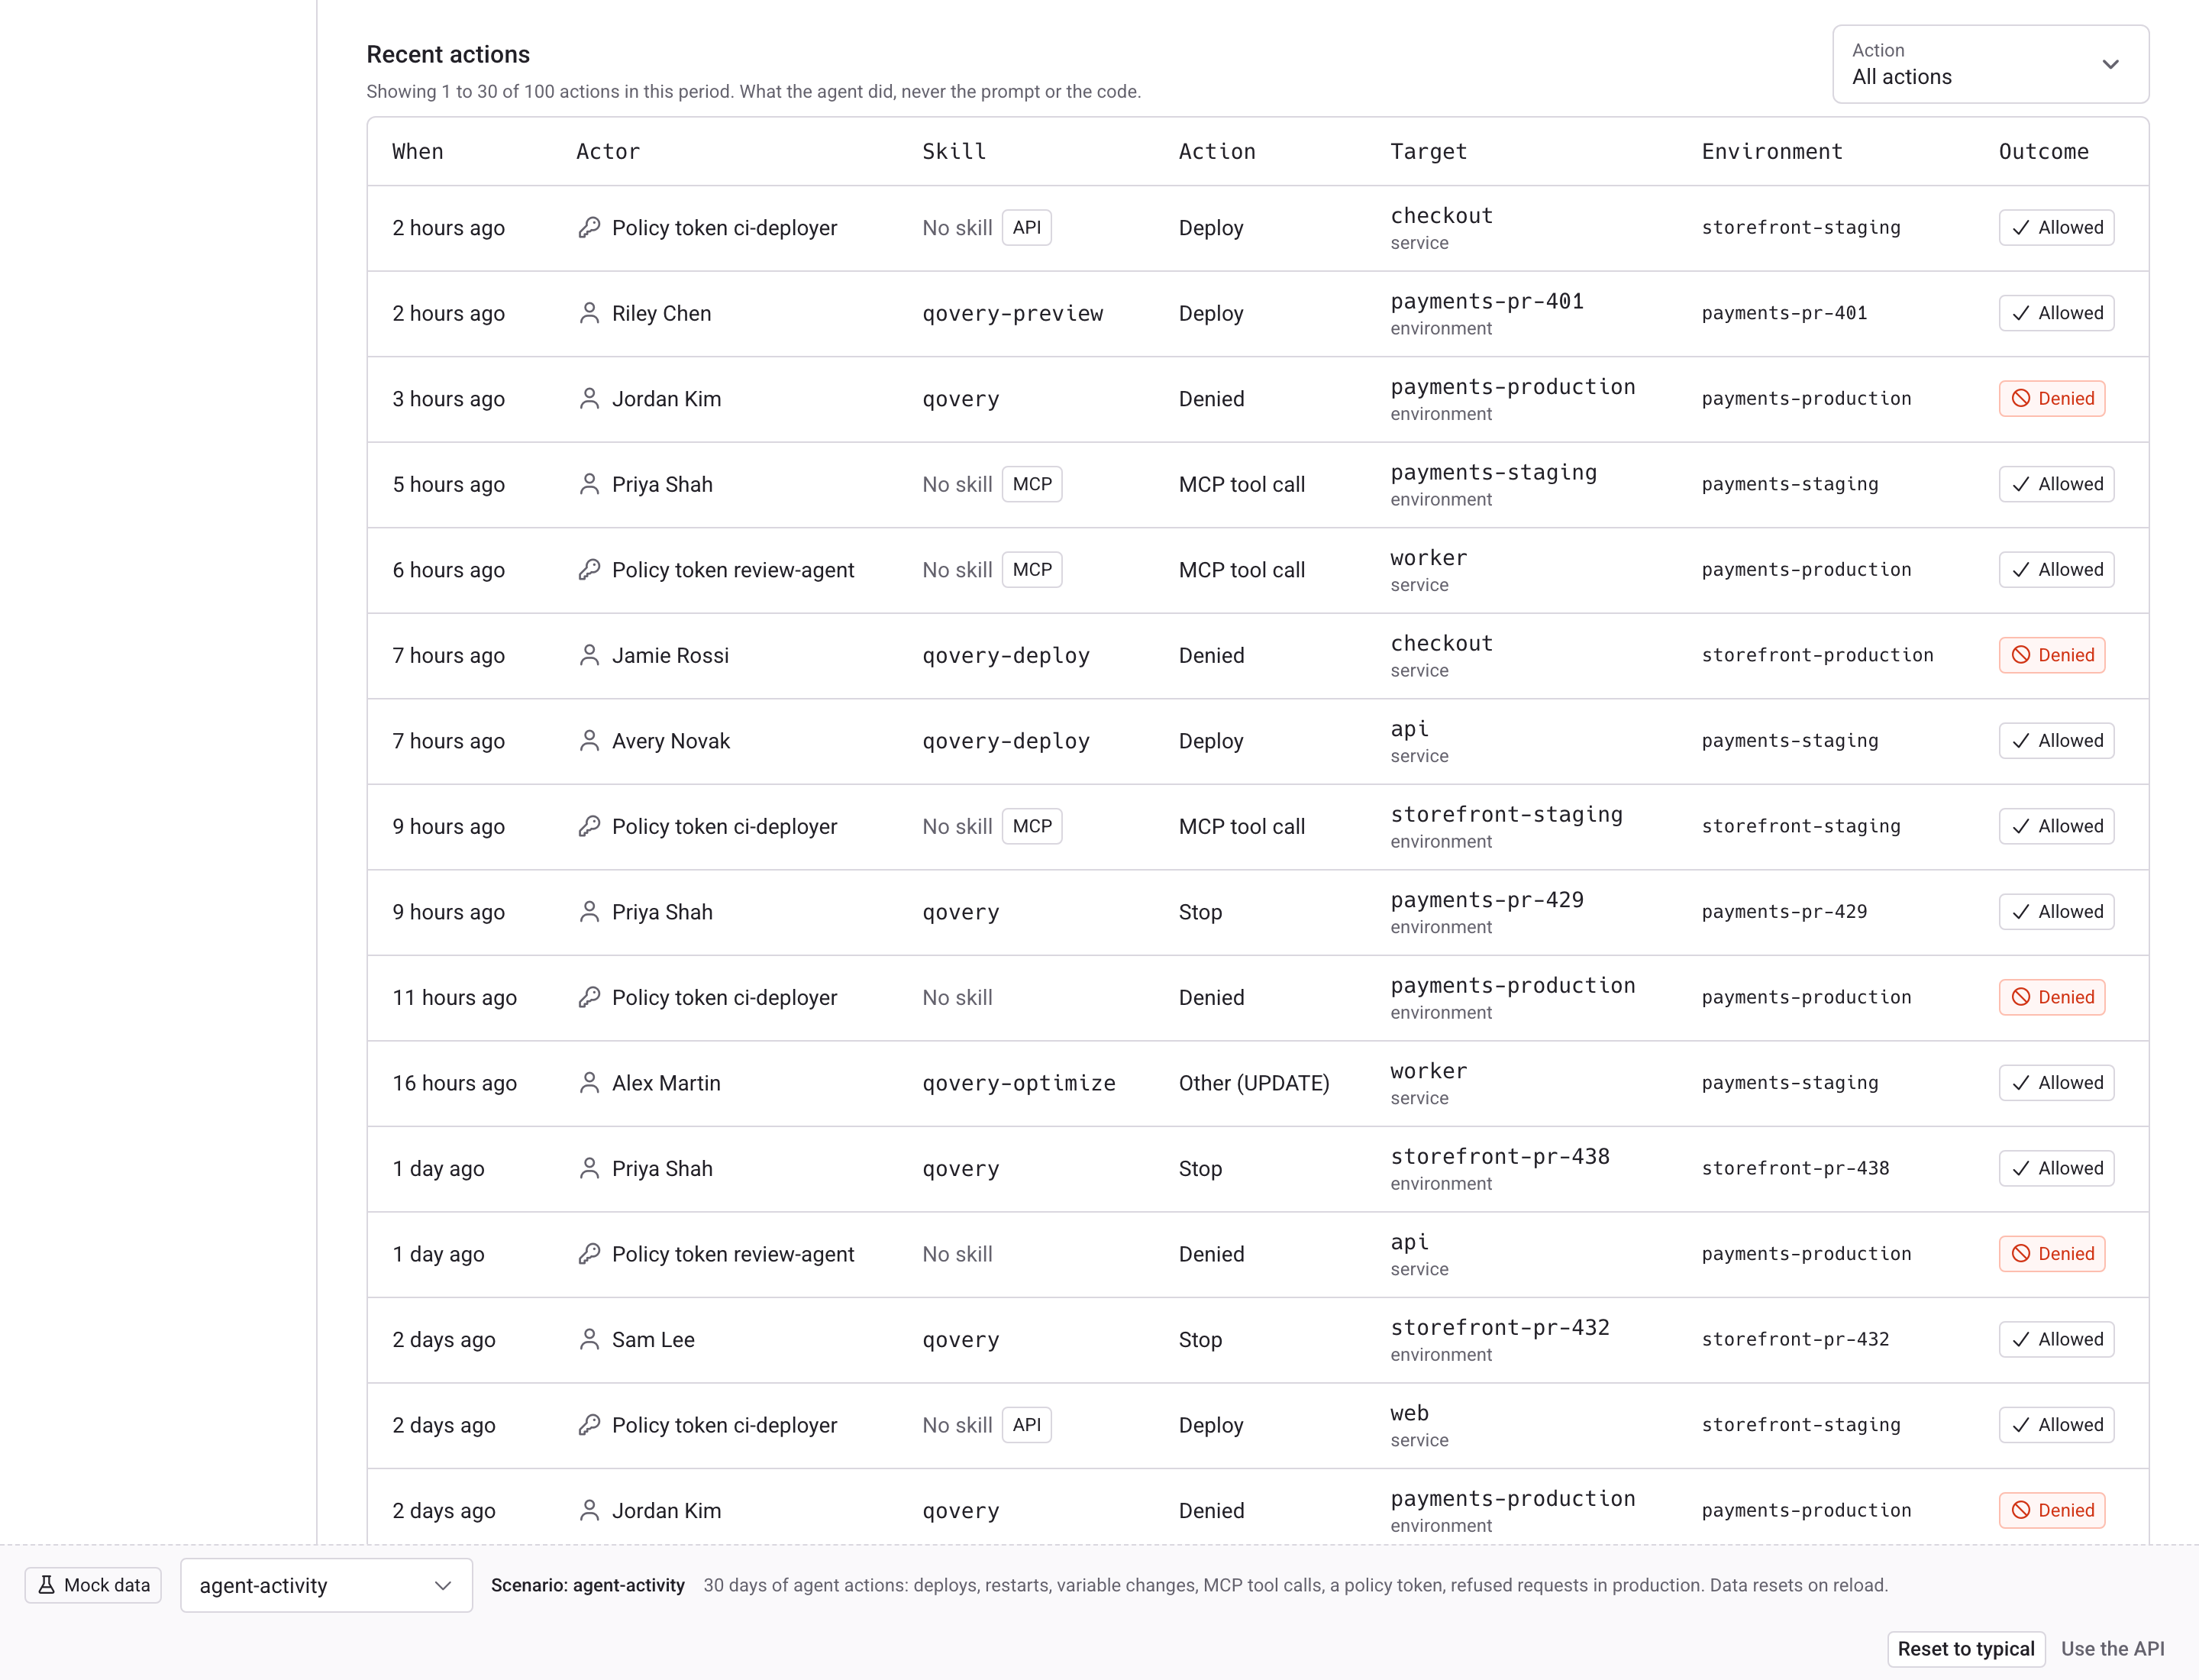 Recent actions
Showing 1 to 30 of 100 actions in this period. What the agent did, never the prompt or the code.
Action
All actions
When Actor Skill Action Target Environment Outcome
2 hours ago Policy token ci-deployer No skill API Deploy checkout service storefront-staging Allowed
2 hours ago Riley Chen qovery-preview Deploy payments-pr-401 environment payments-pr-401 Allowed
3 hours ago Jordan Kim qovery Denied payments-production environment payments-production Denied
5 hours ago Priya Shah No skill MCP MCP tool call payments-staging environment payments-staging Allowed
6 hours ago Policy token review-agent No skill MCP MCP tool call worker service payments-production Allowed
7 hours ago Jamie Rossi qovery-deploy Denied checkout service storefront-production Denied
7 hours ago Avery Novak qovery-deploy Deploy api service payments-staging Allowed
9 hours ago Policy token ci-deployer No skill MCP MCP tool call storefront-staging environment storefront-staging Allowed
9 hours ago Priya Shah qovery Stop payments-pr-429 environment payments-pr-429 Allowed
11 hours ago Policy token ci-deployer No skill Denied payments-production environment payments-production Denied
16 hours ago Alex Martin qovery-optimize Other (UPDATE) worker service payments-staging Allowed
1 day ago Priya Shah qovery Stop storefront-pr-438 environment storefront-pr-438 Allowed
1 day ago Policy token review-agent No skill Denied api service payments-production Denied
2 days ago Sam Lee qovery Stop storefront-pr-432 environment storefront-pr-432 Allowed
2 days ago Policy token ci-deployer No skill API Deploy web service storefront-staging Allowed
2 days ago Jordan Kim qovery Denied payments-production environment payments-production Denied
Mock data agent-activity Scenario: agent-activity 30 days of agent actions: deploys, restarts, variable changes, MCP tool calls, a policy token, refused requests in production. Data resets on reload.
Reset to typical Use the API